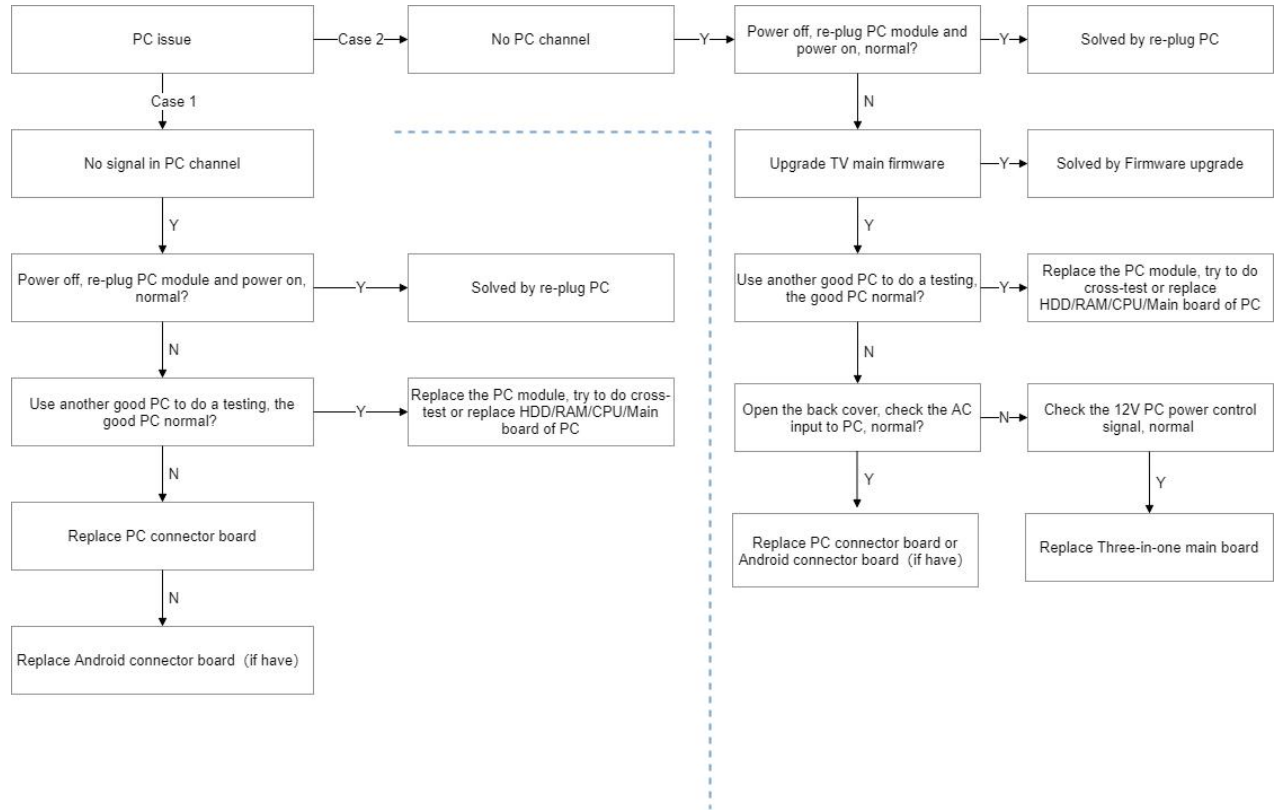 PC issue
Case 2
No PC channel
Y
Power off, re-plug PC module and
power on, normal?
Y
Solved by re-plug PC
Case 1
N
No signal in PC channel
Upgrade TV main firmware
Y
Solved by Firmware upgrade
Y
Y
Power off, re-plug PC module and power on,
normal?
Y
Solved by re-plug PC
Use another good PC to do a testing,
the good PC normal?
Y
Replace the PC module, try to do
cross-test or replace
HDD/RAM/CPU/Main board of PC
N
N
Use another good PC to do a testing, the
good PC normal?
Y
Replace the PC module, try to do cross-
test or replace HDD/RAM/CPU/Main
board of PC
Open the back cover, check the AC
input to PC, normal?
N
Check the 12V PC power control
signal, normal
N
Y
Y
Replace PC connector board
Replace PC connector board or
Android connector board（if have）
Replace Three-in-one main board
N
Replace Android connector board（if have）